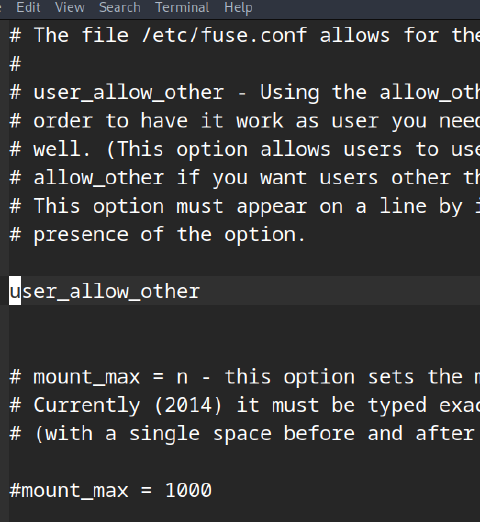 Edit View Search Terminal Help
# The file /etc/fuse.conf allows for the
#
# user_allow_other - Using the allow_oth
# order to have it work as user you need
# well. (This option allows users to use
# allow_other if you want users other th
# This option must appear on a line by i
# presence of the option.
user_allow_other
# mount_max = n - this option sets the m
# Currently (2014) it must be typed exac
# (with a single space before and after
#mount_max = 1000